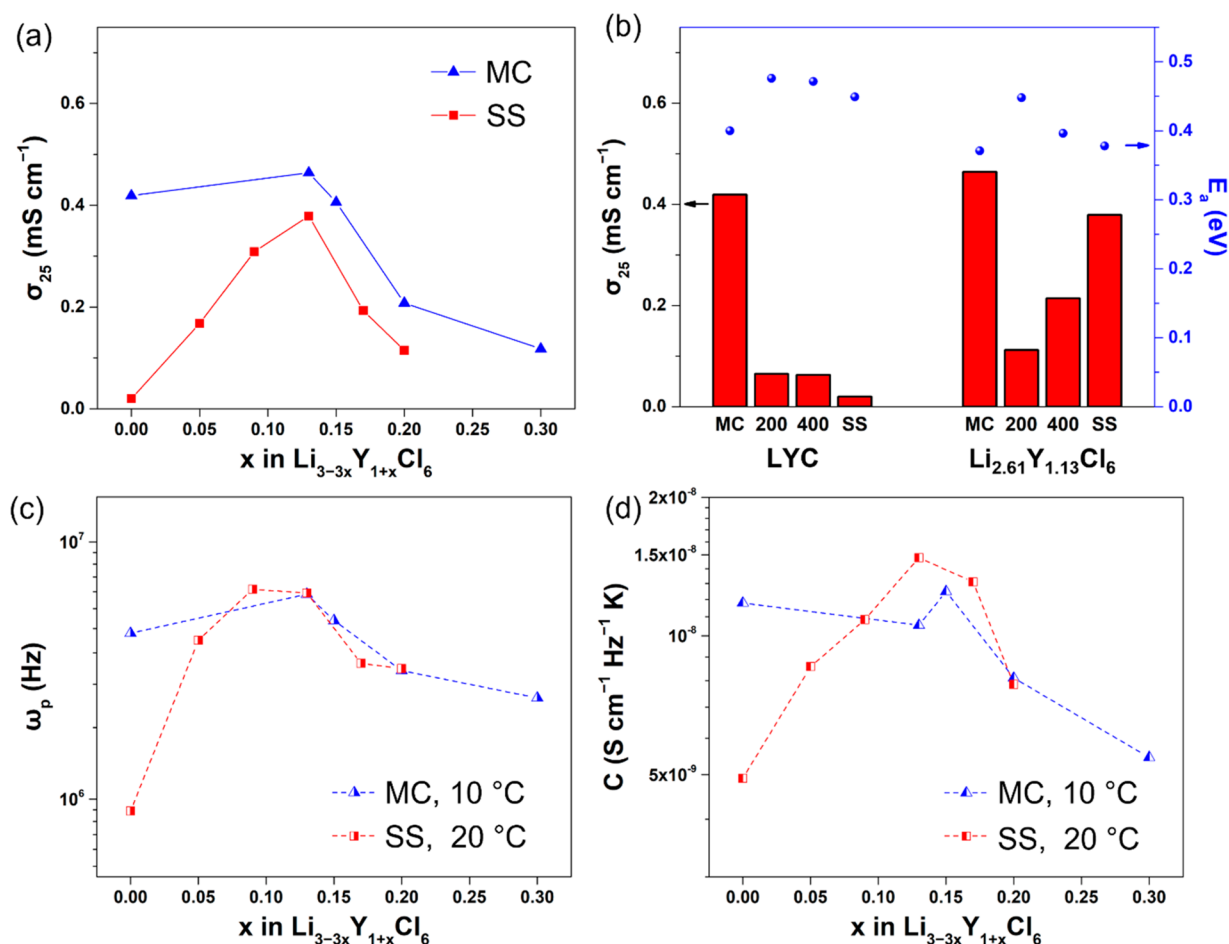 (a)
MC
SS
σ₂₅ (mS cm⁻¹)
0.6
0.4
0.2
0.0
0.00 0.05 0.10 0.15 0.20 0.25 0.30
x in Li₃₋₃ₓY₁₊ₓCl₆
(b)
σ₂₅ (mS cm⁻¹)
0.6
0.4
0.2
0.0
0.5
0.4
0.3
0.2
0.1
0.0
Eₐ (eV)
MC 200 400 SS MC 200 400 SS
LYC Li₂.₆₁Y₁.₁₃Cl₆
(c)
ωₚ (Hz)
10⁷
10⁶
MC, 10 °C
SS, 20 °C
0.00 0.05 0.10 0.15 0.20 0.25 0.30
x in Li₃₋₃ₓY₁₊ₓCl₆
(d)
C (S cm⁻¹ Hz⁻¹ K)
2x10⁻⁸
1.5x10⁻⁸
10⁻⁸
5x10⁻⁹
MC, 10 °C
SS, 20 °C
0.00 0.05 0.10 0.15 0.20 0.25 0.30
x in Li₃₋₃ₓY₁₊ₓCl₆